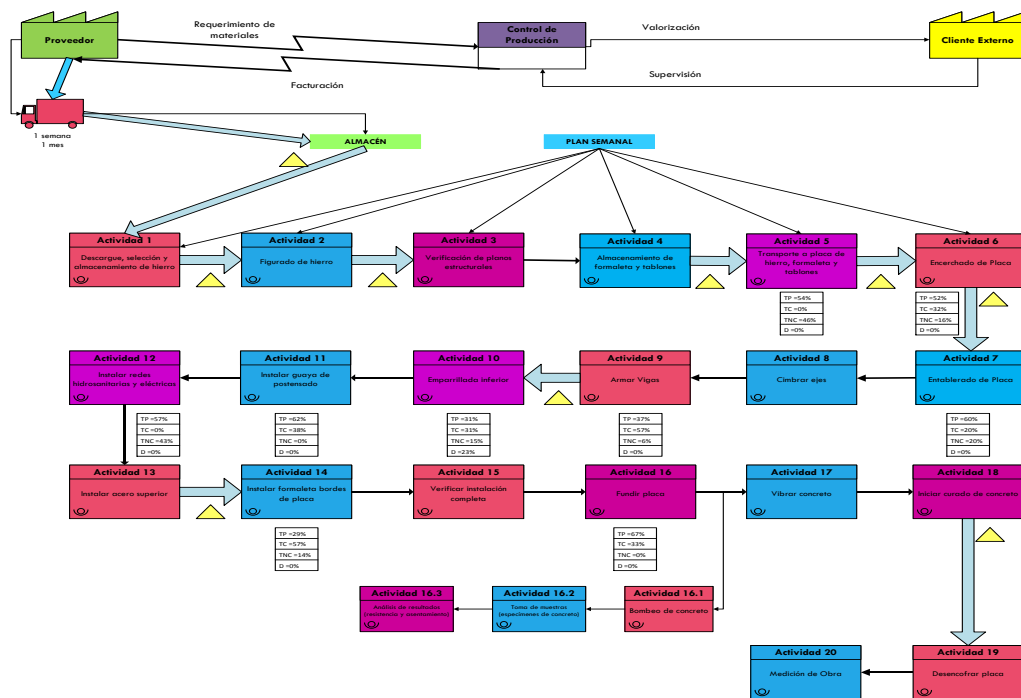 Proveedor
Requerimiento de
materiales
Control de
Producción
Valorización
Cliente Externo
Facturación
Supervisión
1 semana
1 mes
ALMACÉN
PLAN SEMANAL
Actividad 1
Descargue, selección y
almacenamiento de hierro
Actividad 2
Figurado de hierro
Actividad 3
Verificación de planos
estructurales
Actividad 4
Almacenamiento de
formaleta y tablones
Actividad 5
Transporte a placa de
hierro, formaleta y
tablones
TP =54%
TC =0%
TNC =46%
D =0%
Actividad 6
Encerchado de Placa
TP =52%
TC =32%
TNC =16%
D =0%
Actividad 12
Instalar redes
hidrosanitarias y eléctricas
TP =57%
TC =0%
TNC =43%
D =0%
Actividad 11
Instalar guaya de
postensado
TP =62%
TC =38%
TNC =0%
D =0%
Actividad 10
Emparrillado inferior
TP =31%
TC =31%
TNC =15%
D =23%
Actividad 9
Armar Vigas
TP =37%
TC =57%
TNC =6%
D =0%
Actividad 8
Cimbrar ejes
Actividad 7
Entablerado de Placa
TP =60%
TC =20%
TNC =20%
D =0%
Actividad 13
Instalar acero superior
Actividad 14
Instalar formaleta bordes
de placa
TP =29%
TC =57%
TNC =14%
D =0%
Actividad 15
Verificar instalación
completa
Actividad 16
Fundir placa
TP =67%
TC =33%
TNC =0%
D =0%
Actividad 17
Vibrar concreto
Actividad 18
Iniciar curado de concreto
Actividad 16.3
Análisis de resultados
(resistencia y asentamiento)
Actividad 16.2
Toma de muestras
(especímenes de concreto)
Actividad 16.1
Bombeo de concreto
Actividad 20
Medición de Obra
Actividad 19
Desencofrar placa